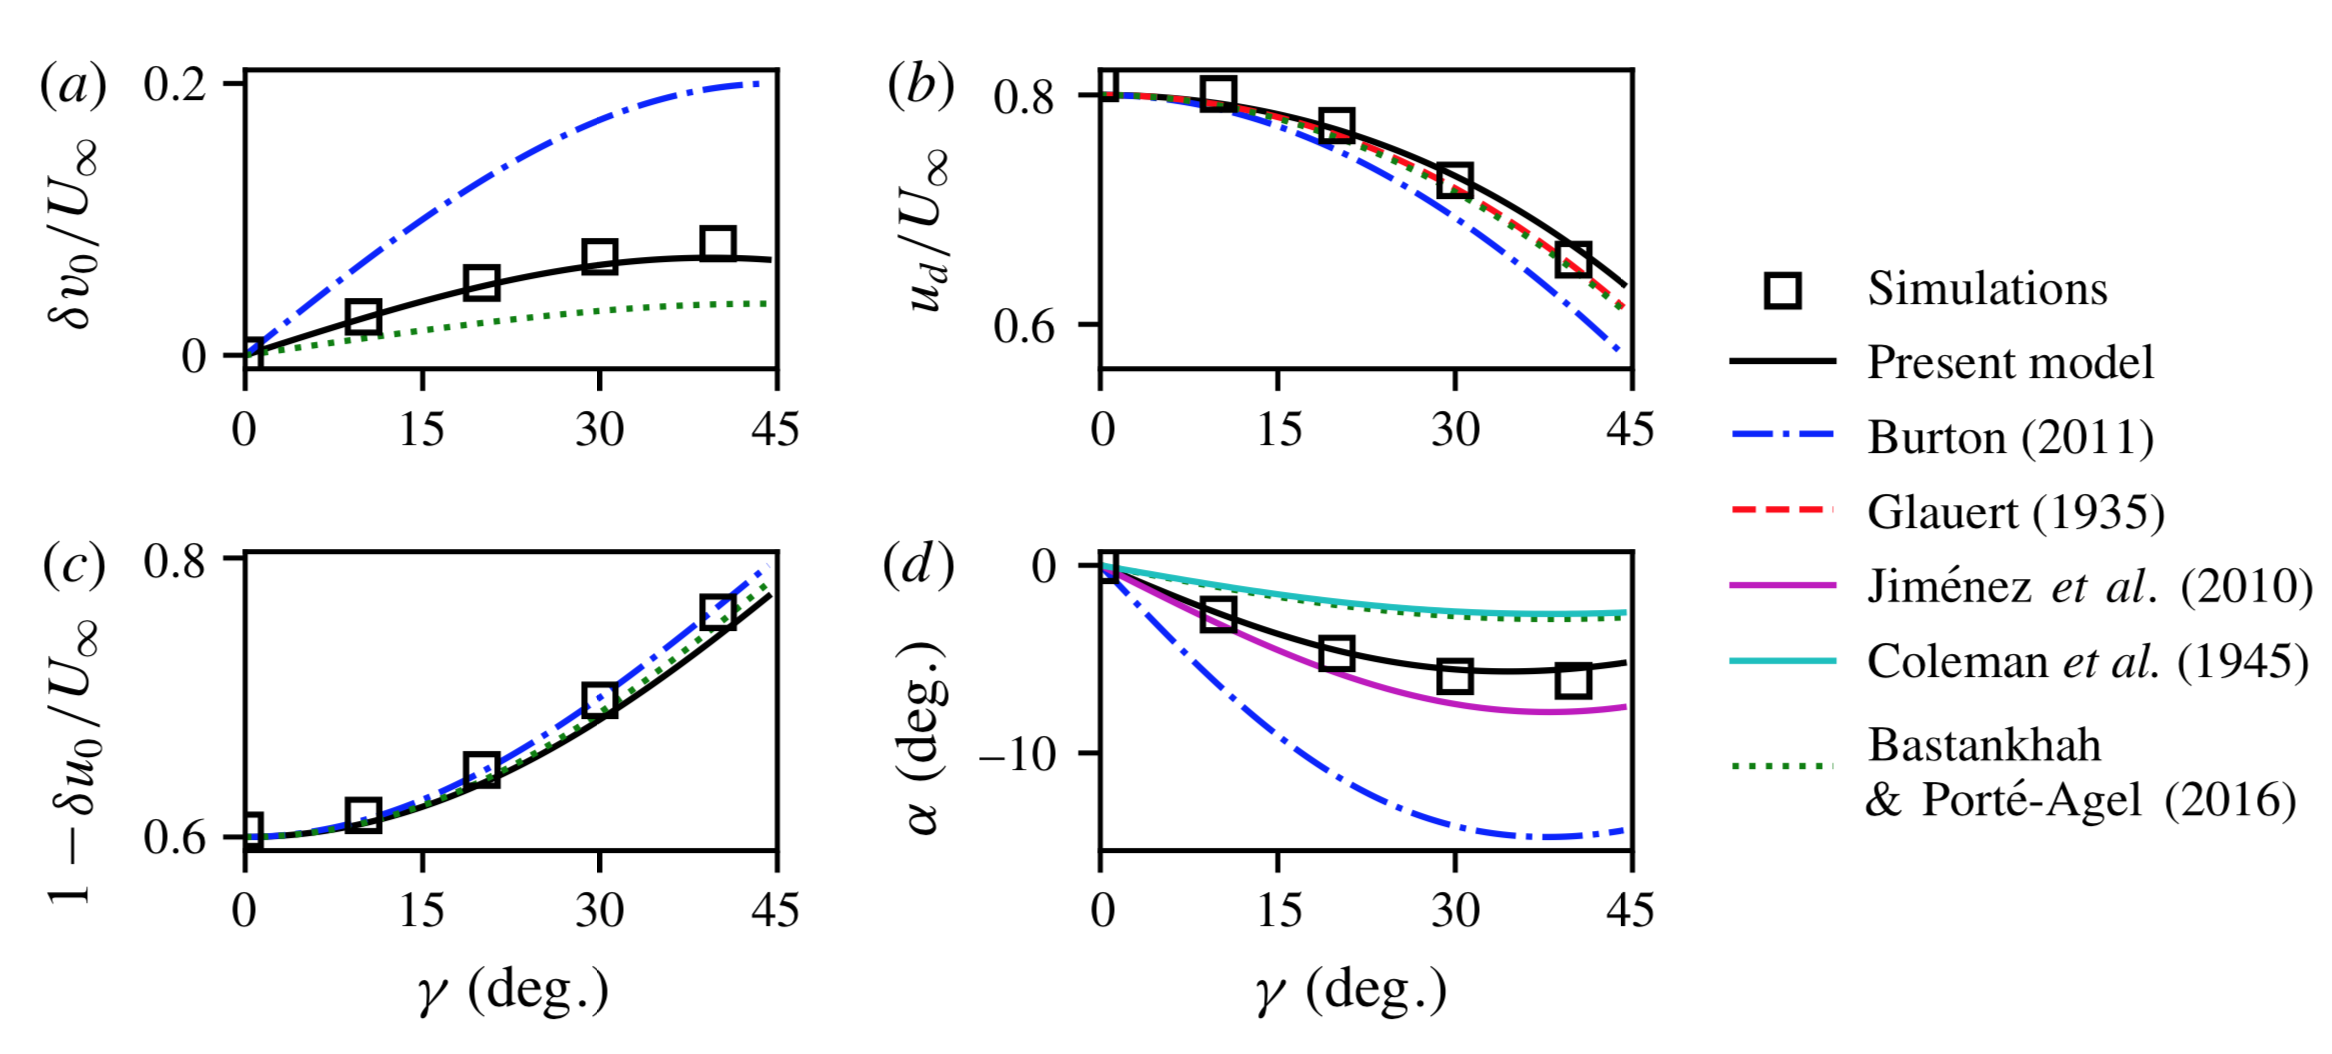 (a)
0.2
0
δv₀/U∞
0 15 30 45
(b)
0.8
0.6
u_d/U∞
0 15 30 45
(c)
0.8
0.6
1−δu₀/U∞
0 15 30 45
γ (deg.)
(d)
0
−10
α (deg.)
0 15 30 45
γ (deg.)
Simulations
Present model
Burton (2011)
Glauert (1935)
Jiménez et al. (2010)
Coleman et al. (1945)
Bastankhah
& Porté-Agel (2016)